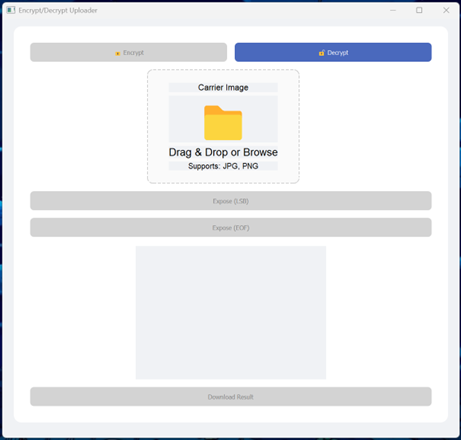 Encrypt/Decrypt Uploader
Encrypt
Decrypt
Carrier Image
Drag & Drop or Browse
Supports: JPG, PNG
Expose (LSB)
Expose (EOF)
Download Result